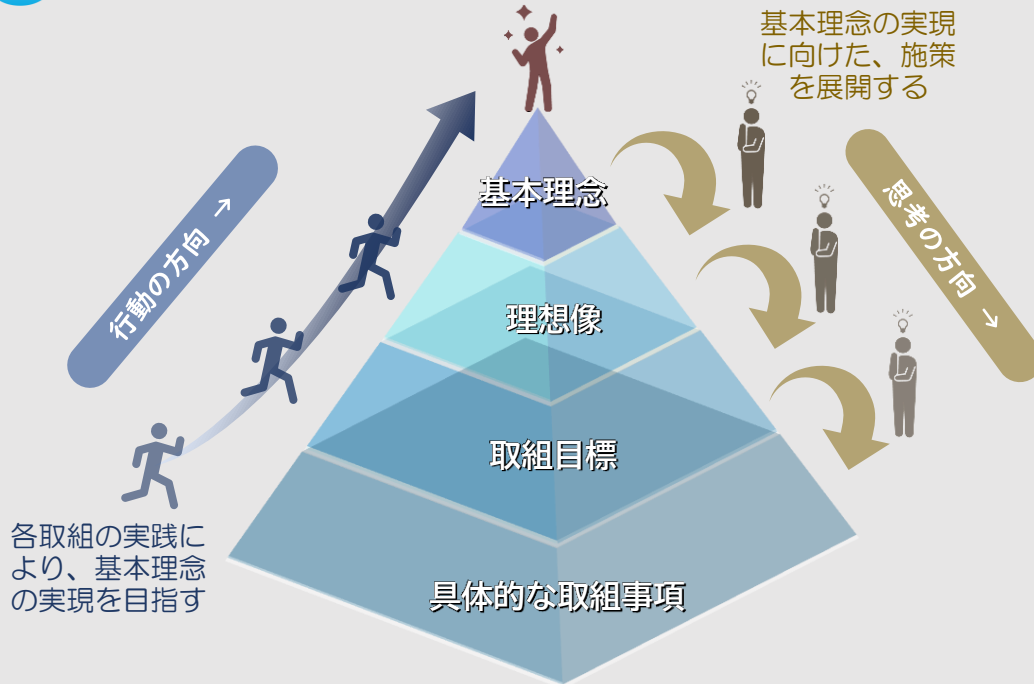 基本理念の実現
に向けた、施策
を展開する
行動の方向 →
思考の方向 →
基本理念
理想像
取組目標
具体的な取組事項
各取組の実践に
より、基本理念
の実現を目指す